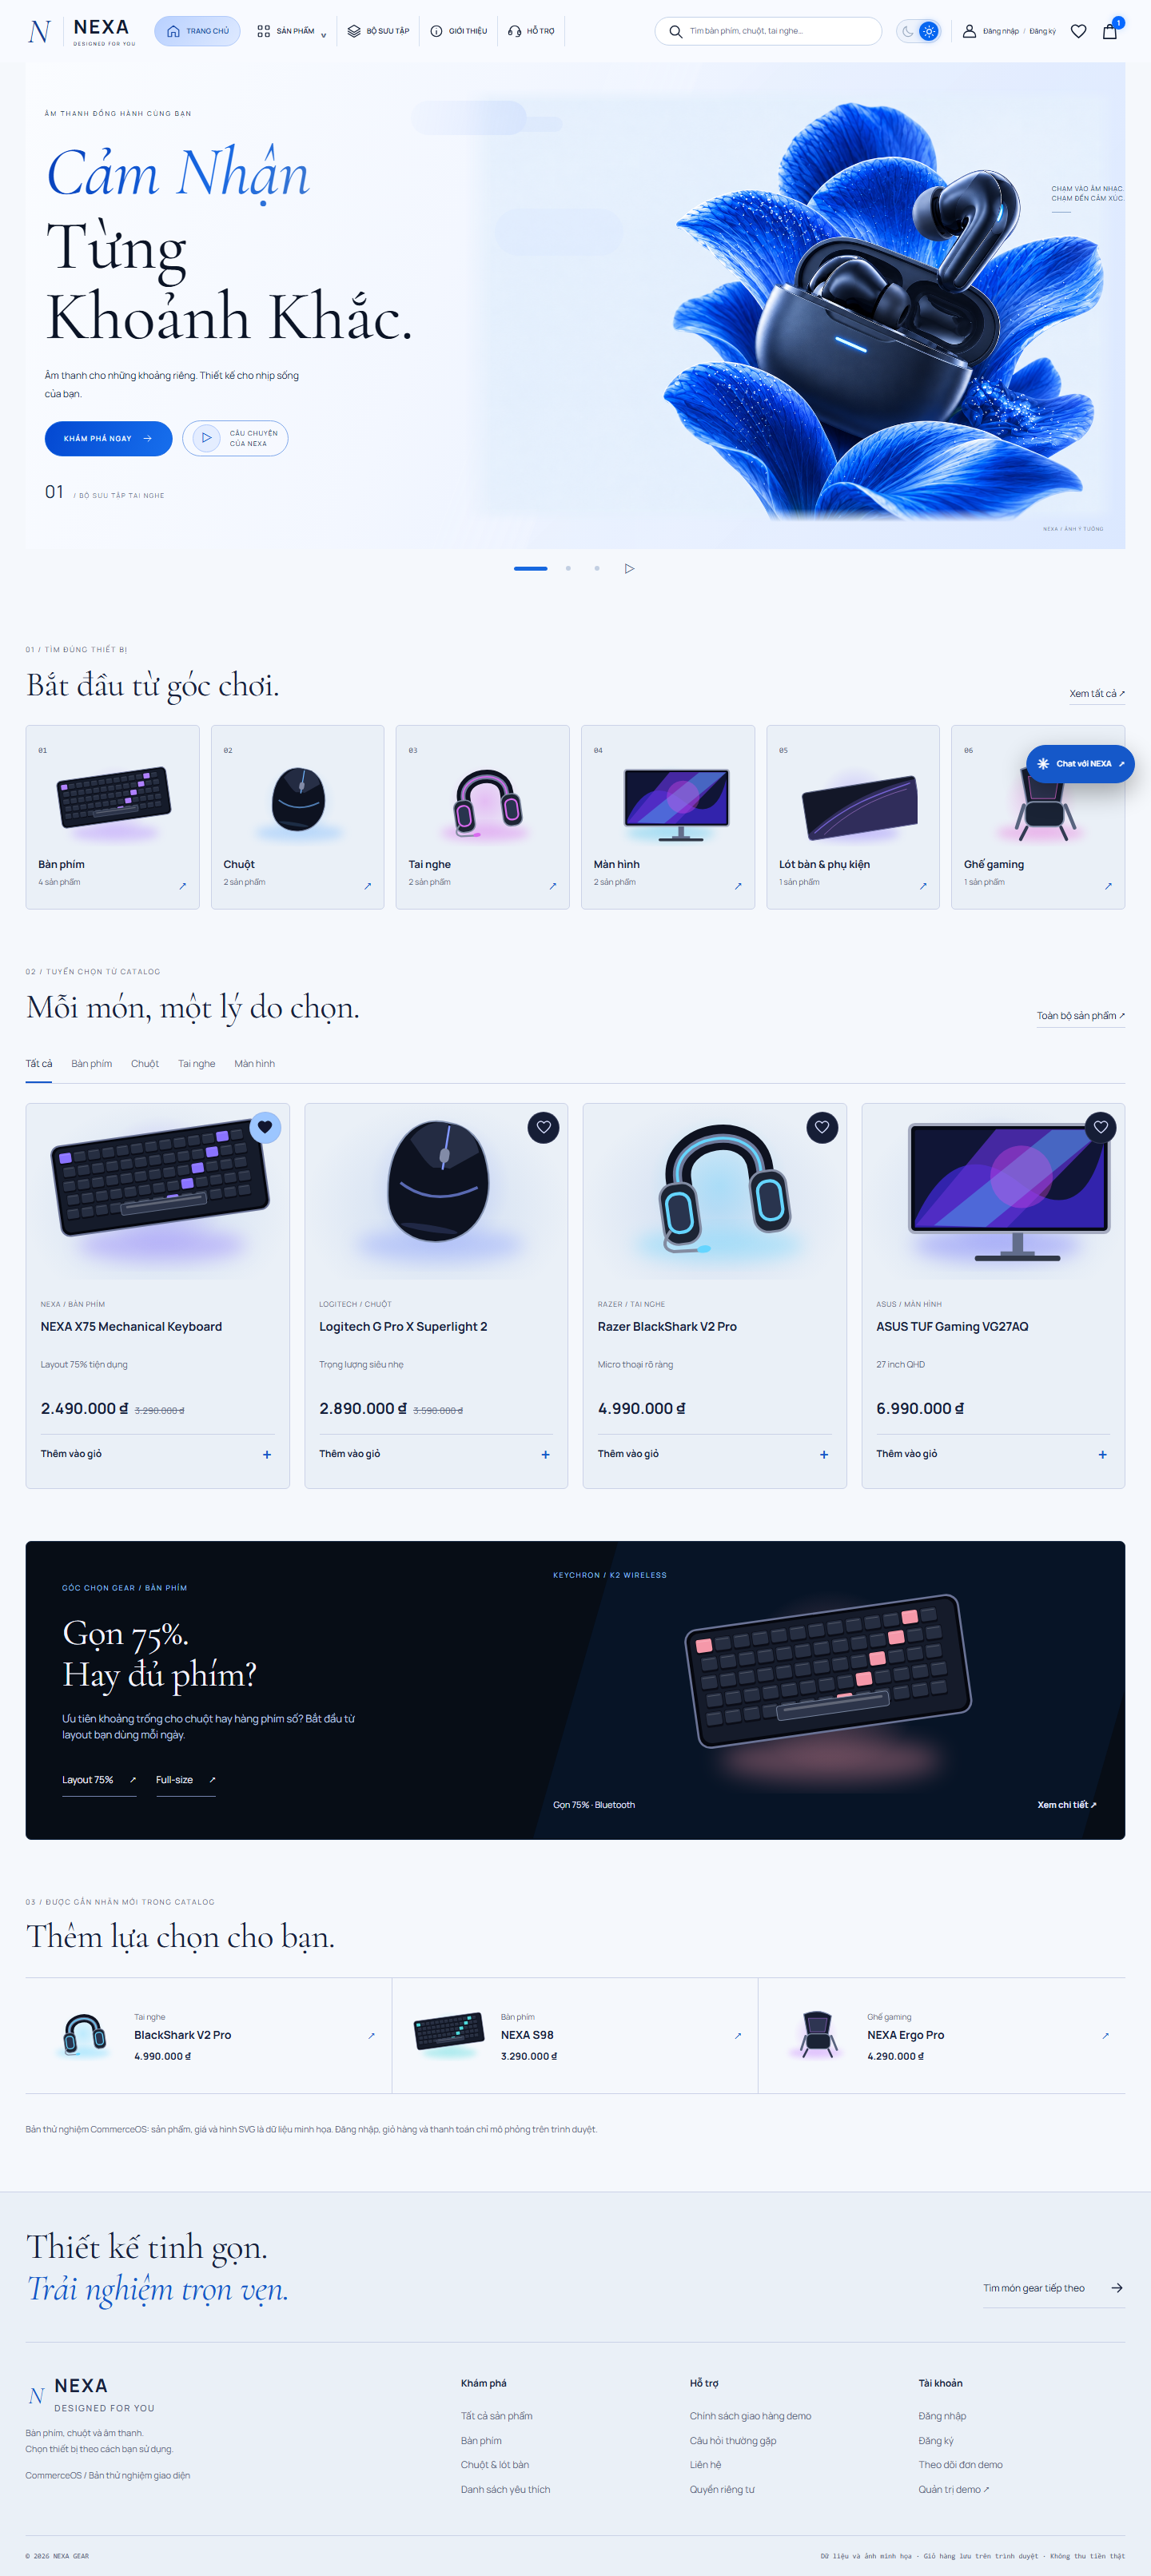 N NEXA
DESIGNED FOR YOU
TRANG CHỦ
SẢN PHẨM
BỘ SƯU TẬP
GIỚI THIỆU
HỖ TRỢ
Tìm bàn phím, chuột, tai nghe...
Đăng nhập / Đăng ký
1
ÂM THANH ĐỒNG HÀNH CÙNG BẠN
Cảm Nhận
Từng
Khoảnh Khắc.
Âm thanh cho những khoảng riêng. Thiết kế cho nhịp sống
của bạn.
KHÁM PHÁ NGAY →
CÂU CHUYỆN
CỦA NEXA
01 / BỘ SƯU TẬP TAI NGHE
CHẠM VÀO ÂM NHẠC.
CHẠM ĐẾN CẢM XÚC.
NEXA / ẢNH Ý TƯỞNG
01 / TÌM ĐÚNG THIẾT BỊ
Bắt đầu từ góc chơi.
Xem tất cả ↗
01
Bàn phím
4 sản phẩm ↗
02
Chuột
2 sản phẩm ↗
03
Tai nghe
2 sản phẩm ↗
04
Màn hình
2 sản phẩm ↗
05
Lót bàn & phụ kiện
1 sản phẩm ↗
06
Ghế gaming
1 sản phẩm ↗
Chat với NEXA ↗
02 / TUYỂN CHỌN TỪ CATALOG
Mỗi món, một lý do chọn.
Toàn bộ sản phẩm ↗
Tất cả Bàn phím Chuột Tai nghe Màn hình
NEXA / BÀN PHÍM
NEXA X75 Mechanical Keyboard
Layout 75% tiện dụng
2.490.000 ₫ 3.290.000 ₫
Thêm vào giỏ +
LOGITECH / CHUỘT
Logitech G Pro X Superlight 2
Trọng lượng siêu nhẹ
2.890.000 ₫ 3.590.000 ₫
Thêm vào giỏ +
RAZER / TAI NGHE
Razer BlackShark V2 Pro
Micro thoại rõ ràng
4.990.000 ₫
Thêm vào giỏ +
ASUS / MÀN HÌNH
ASUS TUF Gaming VG27AQ
27 inch QHD
6.990.000 ₫
Thêm vào giỏ +
GÓC CHỌN GEAR / BÀN PHÍM
Gọn 75%.
Hay đủ phím?
Ưu tiên khoảng trống cho chuột hay hàng phím số? Bắt đầu từ
layout bạn dùng mỗi ngày.
Layout 75% ↗ Full-size ↗
KEYCHRON / K2 WIRELESS
Gọn 75% · Bluetooth
Xem chi tiết ↗
03 / ĐƯỢC GẮN NHÃN MỚI TRONG CATALOG
Thêm lựa chọn cho bạn.
Tai nghe
BlackShark V2 Pro ↗
4.990.000 ₫
Bàn phím
NEXA S98 ↗
3.290.000 ₫
Ghế gaming
NEXA Ergo Pro ↗
4.290.000 ₫
Bản thử nghiệm CommerceOS: sản phẩm, giá và hình SVG là dữ liệu minh họa. Đăng nhập, giỏ hàng và thanh toán chỉ mô phỏng trên trình duyệt.
Thiết kế tinh gọn.
Trải nghiệm trọn vẹn.
Tìm món gear tiếp theo →
N NEXA
DESIGNED FOR YOU
Bàn phím, chuột và âm thanh.
Chọn thiết bị theo cách bạn sử dụng.
CommerceOS / Bản thử nghiệm giao diện
Khám phá
Tất cả sản phẩm
Bàn phím
Chuột & lót bàn
Danh sách yêu thích
Hỗ trợ
Chính sách giao hàng demo
Câu hỏi thường gặp
Liên hệ
Quyền riêng tư
Tài khoản
Đăng nhập
Đăng ký
Theo dõi đơn demo
Quản trị demo ↗
© 2026 NEXA GEAR
Dữ liệu và ảnh minh họa · Giỏ hàng lưu trên trình duyệt · Không thu tiền thật